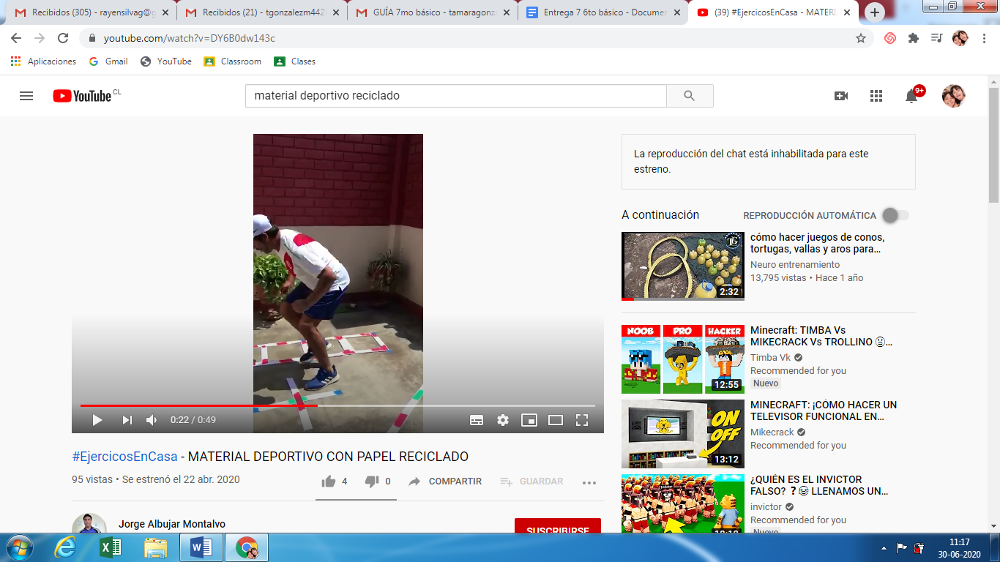 Recibidos (305) - rayensilvag@g
Recibidos (21) - tgonzalezm442
GUÍA 7mo básico - tamaragonz
Entrega 7 6to básico - Documen
(39) #EjercicosEnCasa - MATERI
youtube.com/watch?v=DY6B0dw143c
Aplicaciones
Gmail
YouTube
Classroom
Clases
YouTube CL
material deportivo reciclado
9+
La reproducción del chat está inhabilitada para este
estreno.
A continuación
REPRODUCCIÓN AUTOMÁTICA
cómo hacer juegos de conos,
tortugas, vallas y aros para…
Neuro entrenamiento
13,795 vistas • Hace 1 año
2:32
NOOB
PRO
HACKER
12:55
Minecraft: TIMBA Vs
MIKECRACK Vs TROLLINO 😨…
Timba Vk
Recommended for you
Nuevo
ON
OFF
13:12
MINECRAFT: ¡CÓMO HACER UN
TELEVISOR FUNCIONAL EN…
Mikecrack
Recommended for you
¿QUIÉN ES EL INVICTOR
FALSO? ❓😂 LLENAMOS UN…
invictor
Recommended for you
Nuevo
0:22 / 0:49
#EjercicosEnCasa - MATERIAL DEPORTIVO CON PAPEL RECICLADO
95 vistas • Se estrenó el 22 abr. 2020
4
0
COMPARTIR
GUARDAR
Jorge Albujar Montalvo
SUSCRIBIRSE
11:17
30-06-2020